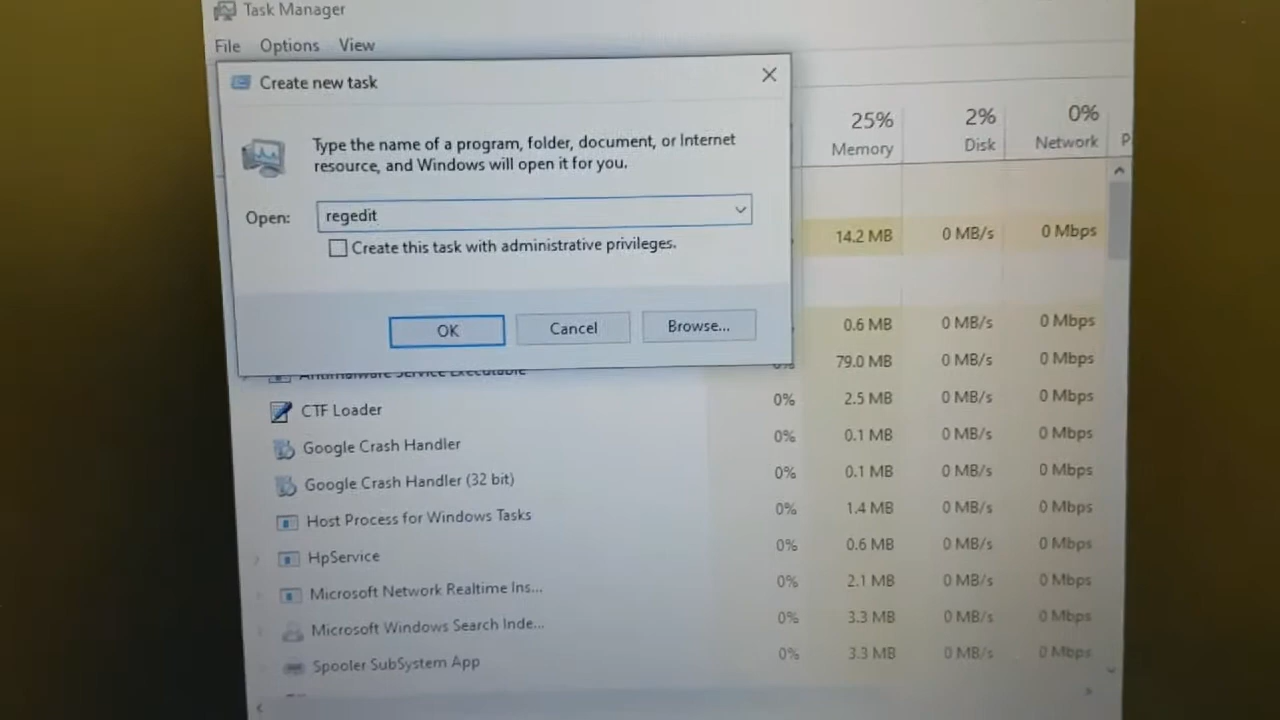 Task Manager
File Options View
Create new task
Type the name of a program, folder, document, or Internet
resource, and Windows will open it for you.
Open: regedit
Create this task with administrative privileges.
OK Cancel Browse...
25% 2% 0%
Memory Disk Network P
14.2 MB 0 MB/s 0 Mbps
0.6 MB 0 MB/s 0 Mbps
Antimalware Service Executable 0% 79.0 MB 0 MB/s 0 Mbps
CTF Loader 0% 2.5 MB 0 MB/s 0 Mbps
Google Crash Handler 0% 0.1 MB 0 MB/s 0 Mbps
Google Crash Handler (32 bit) 0% 0.1 MB 0 MB/s 0 Mbps
Host Process for Windows Tasks 0% 1.4 MB 0 MB/s 0 Mbps
HpService 0% 0.6 MB 0 MB/s 0 Mbps
Microsoft Network Realtime Ins... 0% 2.1 MB 0 MB/s 0 Mbps
Microsoft Windows Search Inde... 0% 3.3 MB 0 MB/s 0 Mbps
Spooler SubSystem App 0% 3.3 MB 0 MB/s 0 Mbps